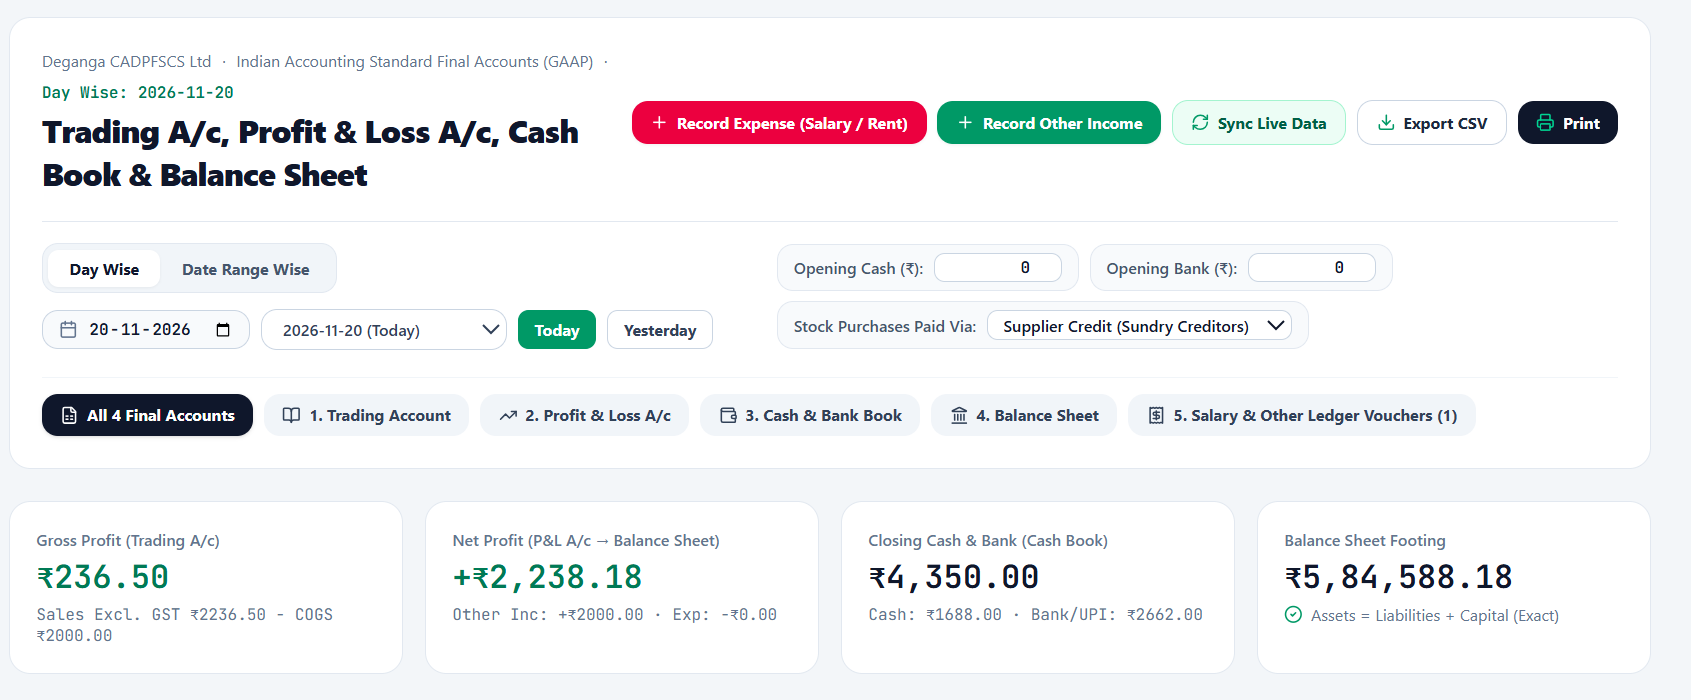 Deganga CADPFSCS Ltd · Indian Accounting Standard Final Accounts (GAAP) ·
Day Wise: 2026-11-20
Trading A/c, Profit & Loss A/c, Cash
Book & Balance Sheet
+ Record Expense (Salary / Rent)
+ Record Other Income
Sync Live Data
Export CSV
Print
Day Wise
Date Range Wise
20-11-2026
2026-11-20 (Today)
Today
Yesterday
Opening Cash (₹): 0
Opening Bank (₹): 0
Stock Purchases Paid Via: Supplier Credit (Sundry Creditors)
All 4 Final Accounts
1. Trading Account
2. Profit & Loss A/c
3. Cash & Bank Book
4. Balance Sheet
5. Salary & Other Ledger Vouchers (1)
Gross Profit (Trading A/c)
₹236.50
Sales Excl. GST ₹2236.50 - COGS
₹2000.00
Net Profit (P&L A/c → Balance Sheet)
+₹2,238.18
Other Inc: +₹2000.00 · Exp: -₹0.00
Closing Cash & Bank (Cash Book)
₹4,350.00
Cash: ₹1688.00 · Bank/UPI: ₹2662.00
Balance Sheet Footing
₹5,84,588.18
Assets = Liabilities + Capital (Exact)